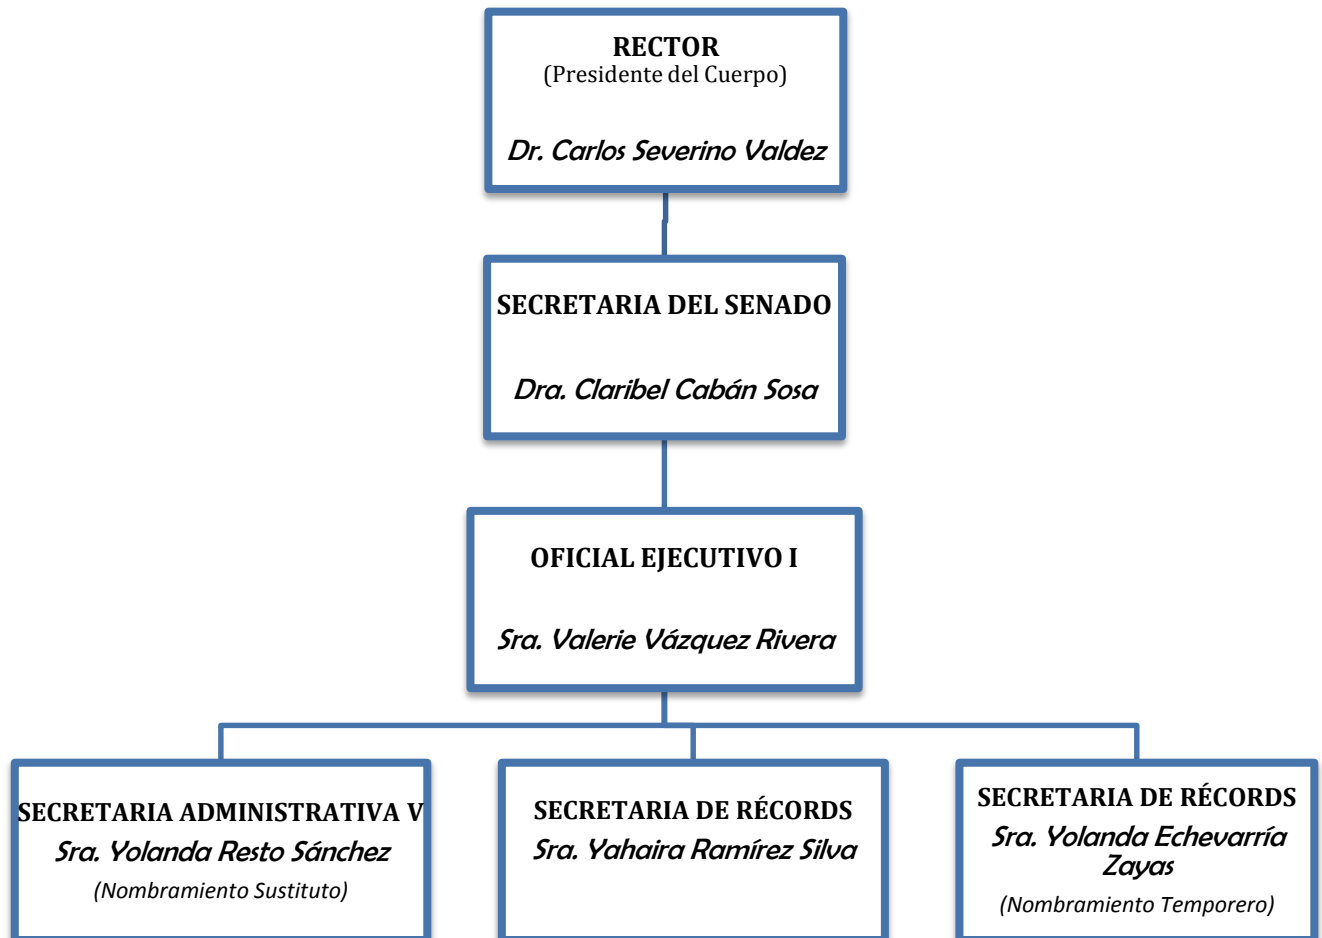 RECTOR
(Presidente del Cuerpo)
Dr. Carlos Severino Valdez
SECRETARIA DEL SENADO
Dra. Claribel Cabán Sosa
OFICIAL EJECUTIVO I
Sra. Valerie Vázquez Rivera
SECRETARIA ADMINISTRATIVA V
Sra. Yolanda Resto Sánchez
(Nombramiento Sustituto)
SECRETARIA DE RÉCORDS
Sra. Yahaira Ramírez Silva
SECRETARIA DE RÉCORDS
Sra. Yolanda Echevarría
Zayas
(Nombramiento Temporero)